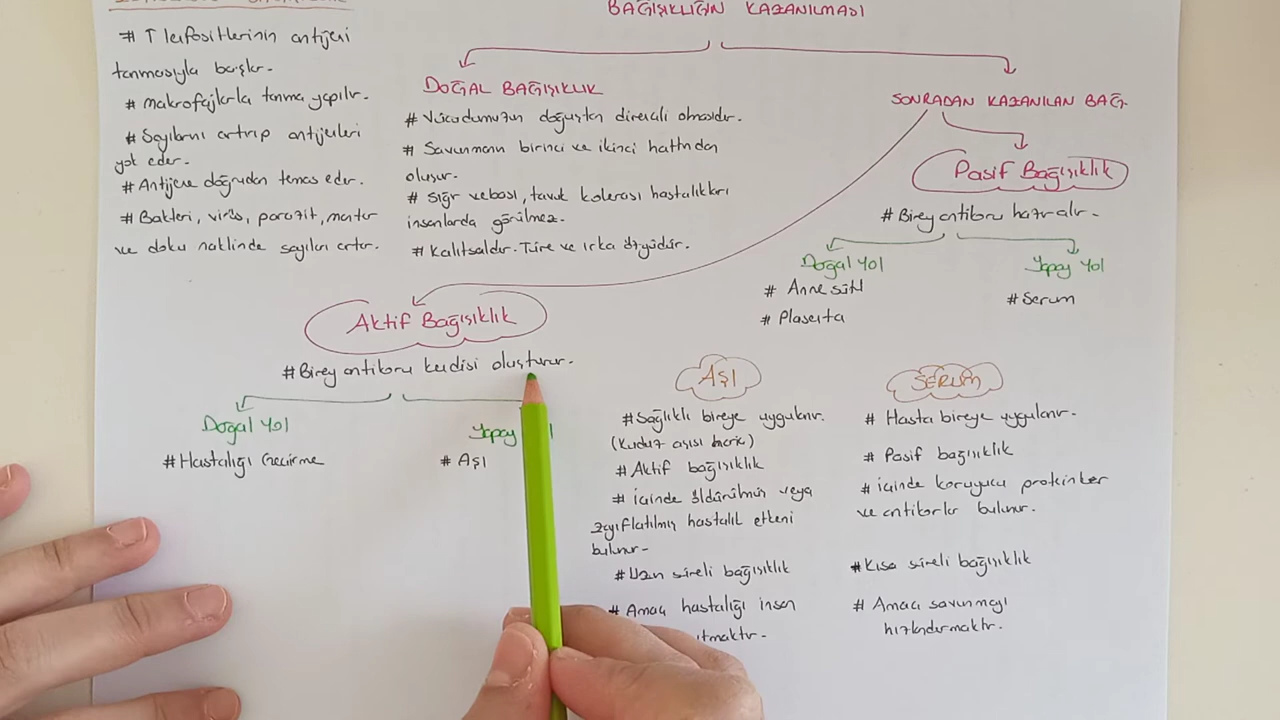 BAĞIŞIKLIĞIN KAZANILMASI
# T lenfositlerinin antijeni
tanımasıyla başlar.
# makrofajlarla tanıma yapılır.
# Sayılarını artırıp antijenleri
yok eder.
# Antijene doğrudan temas eder.
# Bakteri, virüs, parazit, mantar
ve doku naklinde sayıları artar.
DOĞAL BAĞIŞIKLIK
# Vücudumuzun doğuştan dirençli olmasıdır.
# Savunmanın birinci ve ikinci hattından
oluşur.
# Sığır vebası, tavuk kolerası hastalıkları
insanlarda görülmez.
# Kalıtsaldır. Türe ve ırka özgüdür.
SONRADAN KAZANILAN BAĞ.
Pasif Bağışıklık
# Birey antikoru hazır alır.
Doğal Yol
# Anne sütü
# Plasenta
Yapay Yol
# Serum
Aktif Bağışıklık
# Birey antikoru kendisi oluşturur.
Doğal Yol
# Hastalığı Geçirme
Yapay
# Aşı
AŞI
# Sağlıklı bireye uygulanır.
(Kuduz aşısı hariç)
# Aktif bağışıklık
# içinde öldürülmüş veya
zayıflatılmış hastalık etkeni
bulunur.
# Uzun süreli bağışıklık
# Amacı hastalığı insan
SERUM
# Hasta bireye uygulanır.
# Pasif bağışıklık
# içinde koruyucu proteinler
ve antikorlar bulunur.
# Kısa süreli bağışıklık
# Amacı savunmayı
hızlandırmaktır.